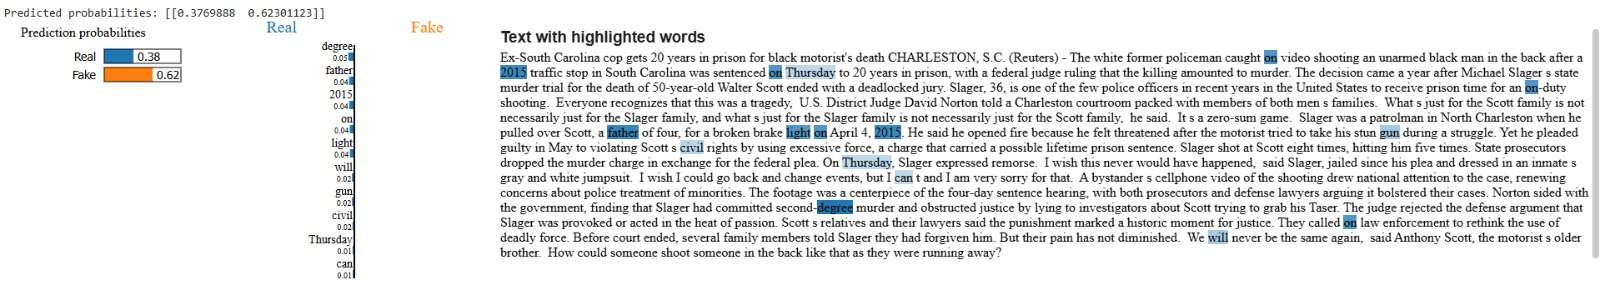 Predicted probabilities: [[0.3769888  0.62301123]]
Prediction probabilities
Real 0.38
Fake 0.62
Real Fake
degree
0.05
father
0.04
2015
0.04
on
0.04
light
0.04
will
0.02
gun
0.02
civil
0.02
Thursday
0.01
can
0.01
Text with highlighted words
Ex-South Carolina cop gets 20 years in prison for black motorist's death CHARLESTON, S.C. (Reuters) - The white former policeman caught on video shooting an unarmed black man in the back after a
2015 traffic stop in South Carolina was sentenced on Thursday to 20 years in prison, with a federal judge ruling that the killing amounted to murder. The decision came a year after Michael Slager s state
murder trial for the death of 50-year-old Walter Scott ended with a deadlocked jury. Slager, 36, is one of the few police officers in recent years in the United States to receive prison time for an on-duty
shooting.  Everyone recognizes that this was a tragedy,  U.S. District Judge David Norton told a Charleston courtroom packed with members of both men s families.  What s just for the Scott family is not
necessarily just for the Slager family, and what s just for the Slager family is not necessarily just for the Scott family,  he said.  It s a zero-sum game.  Slager was a patrolman in North Charleston when he
pulled over Scott, a father of four, for a broken brake light on April 4, 2015. He said he opened fire because he felt threatened after the motorist tried to take his stun gun during a struggle. Yet he pleaded
guilty in May to violating Scott s civil rights by using excessive force, a charge that carried a possible lifetime prison sentence. Slager shot at Scott eight times, hitting him five times. State prosecutors
dropped the murder charge in exchange for the federal plea. On Thursday, Slager expressed remorse.  I wish this never would have happened,  said Slager, jailed since his plea and dressed in an inmate s
gray and white jumpsuit.  I wish I could go back and change events, but I can t and I am very sorry for that.  A bystander s cellphone video of the shooting drew national attention to the case, renewing
concerns about police treatment of minorities. The footage was a centerpiece of the four-day sentence hearing, with both prosecutors and defense lawyers arguing it bolstered their cases. Norton sided with
the government, finding that Slager had committed second-degree murder and obstructed justice by lying to investigators about Scott trying to grab his Taser. The judge rejected the defense argument that
Slager was provoked or acted in the heat of passion. Scott s relatives and their lawyers said the punishment marked a historic moment for justice. They called on law enforcement to rethink the use of
deadly force. Before court ended, several family members told Slager they had forgiven him. But their pain has not diminished.  We will never be the same again,  said Anthony Scott, the motorist s older
brother.  How could someone shoot someone in the back like that as they were running away?